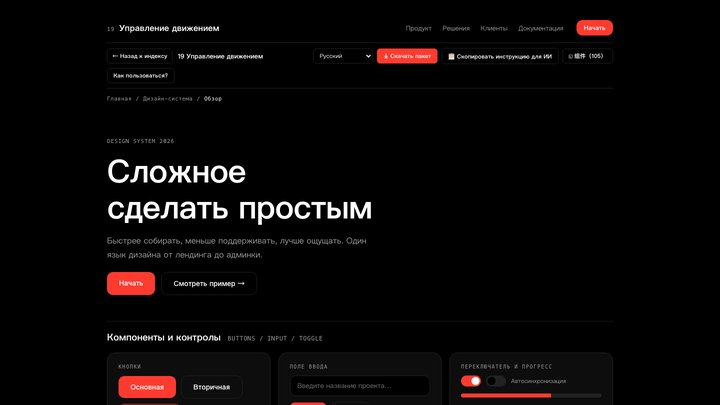 19 Управление движением
Продукт Решения Клиенты Документация Начать
← Назад к индексу 19 Управление движением Русский Скачать пакет Скопировать инструкцию для ИИ 组件 (105)
Как пользоваться?
Главная / Дизайн-система / Обзор
DESIGN SYSTEM 2026
Сложное
сделать простым
Быстрее собирать, меньше поддерживать, лучше ощущать. Один
язык дизайна от лендинга до админки.
Начать Смотреть пример →
Компоненты и контролы BUTTONS / INPUT / TOGGLE
КНОПКИ
Основная Вторичная
ПОЛЕ ВВОДА
Введите название проекта...
ПЕРЕКЛЮЧАТЕЛЬ И ПРОГРЕСС
Автосинхронизация